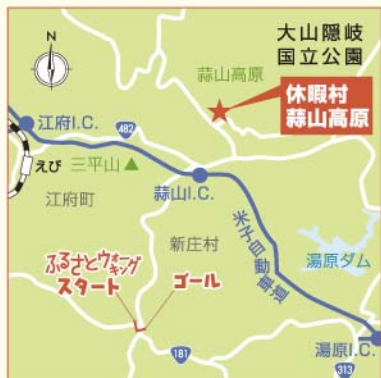 N
大山隠岐
国立公園
蒜山高原
休暇村
蒜山高原
江府I.C.
482
えび
三平山▲
江府町
蒜山I.C.
新庄村
米子自動車道
湯原ダム
ふるさとウォーキング
スタート
ゴール
181
湯原I.C.
313